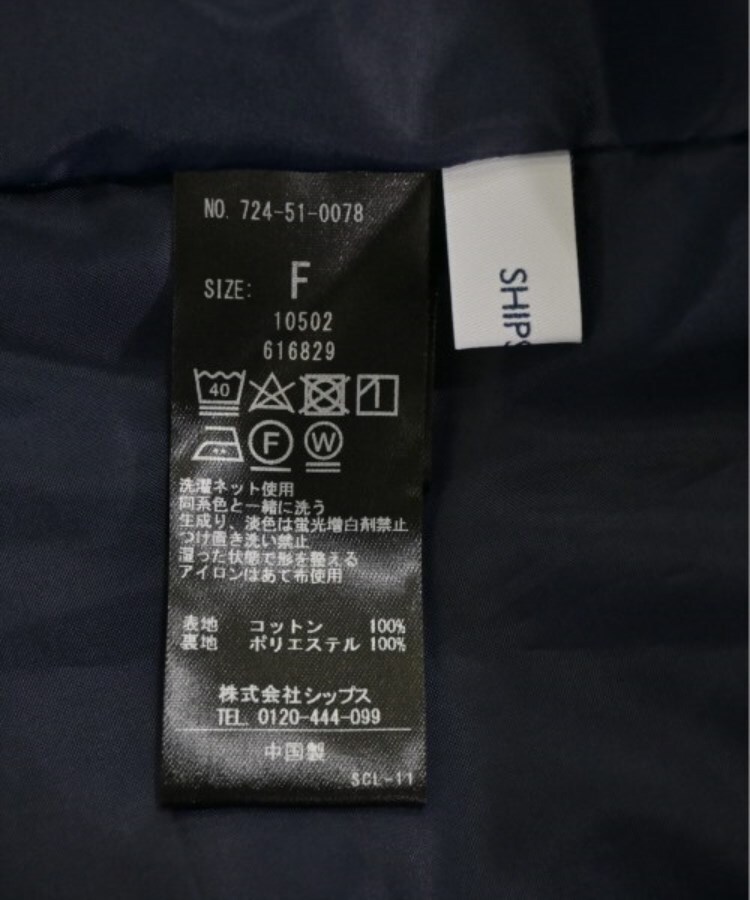 NO. 724-51-0078
SIZE: F
10502
616829
40
F W
洗濯ネット使用
同系色と一緒に洗う
生成り、淡色は蛍光増白剤禁止
つけ置き洗い禁止
湿った状態で形を整える
アイロンはあて布使用
表地 コットン 100%
裏地 ポリエステル 100%
株式会社シップス
TEL. 0120-444-099
中国製
SCL-11
SHIPS